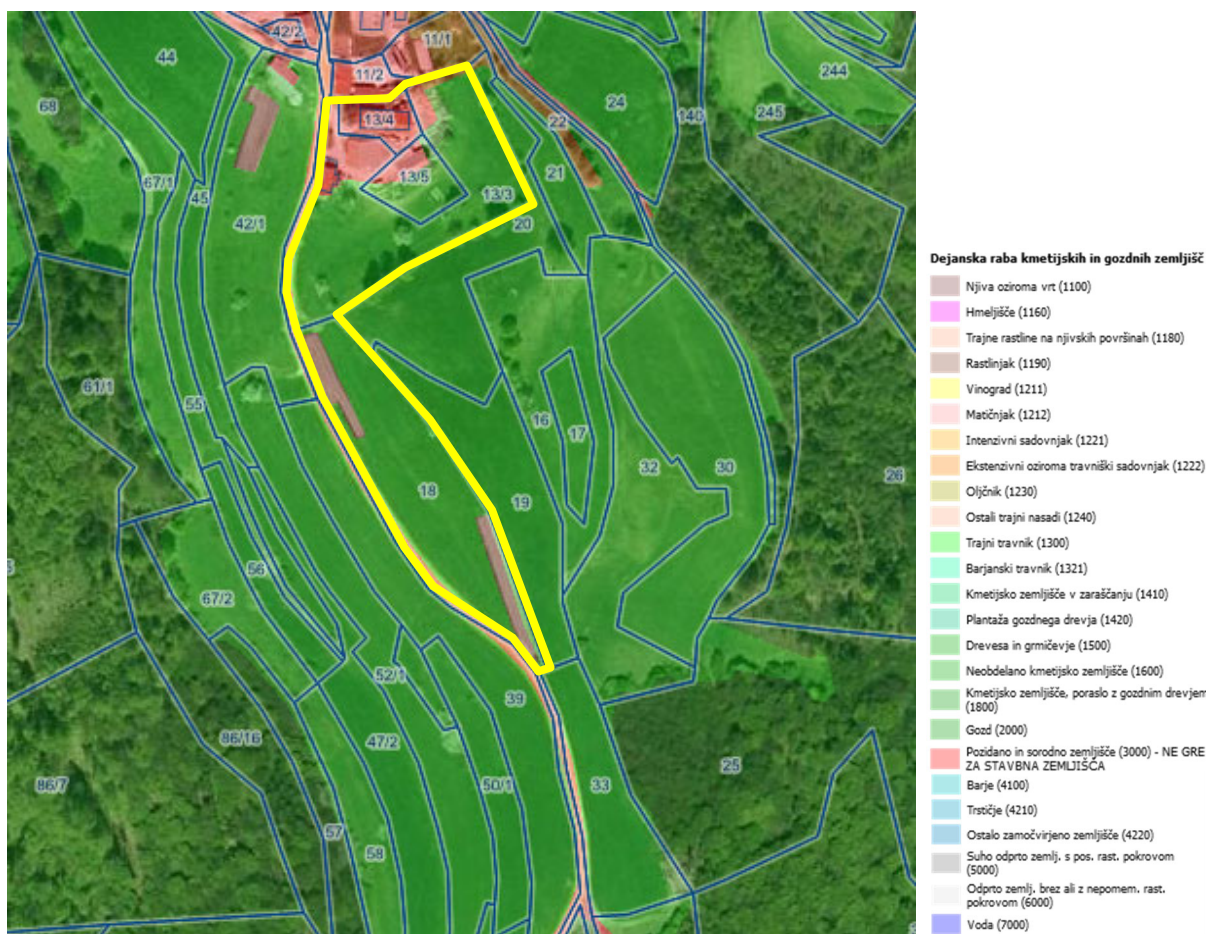 42/2
11/1
44
11/2
244
68
24
140
245
13/4
22
21
67/1
13/5
13/3
45
42/1
20
61/1
55
16
17
32
30
26
18
19
56
67/2
52/1
39
86/16
47/2
25
86/7
50/1
33
57
58
Dejanska raba kmetijskih in gozdnih zemljišč
Njiva oziroma vrt (1100)
Hmeljišče (1160)
Trajne rastline na njivskih površinah (1180)
Rastlinjak (1190)
Vinograd (1211)
Matičnjak (1212)
Intenzivni sadovnjak (1221)
Ekstenzivni oziroma travniški sadovnjak (1222)
Oljčnik (1230)
Ostali trajni nasadi (1240)
Trajni travnik (1300)
Barjanski travnik (1321)
Kmetijsko zemljišče v zaraščanju (1410)
Plantaža gozdnega drevja (1420)
Drevesa in grmičevje (1500)
Neobdelano kmetijsko zemljišče (1600)
Kmetijsko zemljišče, poraslo z gozdnim drevjem
(1800)
Gozd (2000)
Pozidano in sorodno zemljišče (3000) - NE GRE
ZA STAVBNA ZEMLJIŠČA
Barje (4100)
Trstičje (4210)
Ostalo zamočvirjeno zemljišče (4220)
Suho odprto zemlj. s pos. rast. pokrovom
(5000)
Odprto zemlj. brez ali z nepomem. rast.
pokrovom (6000)
Voda (7000)